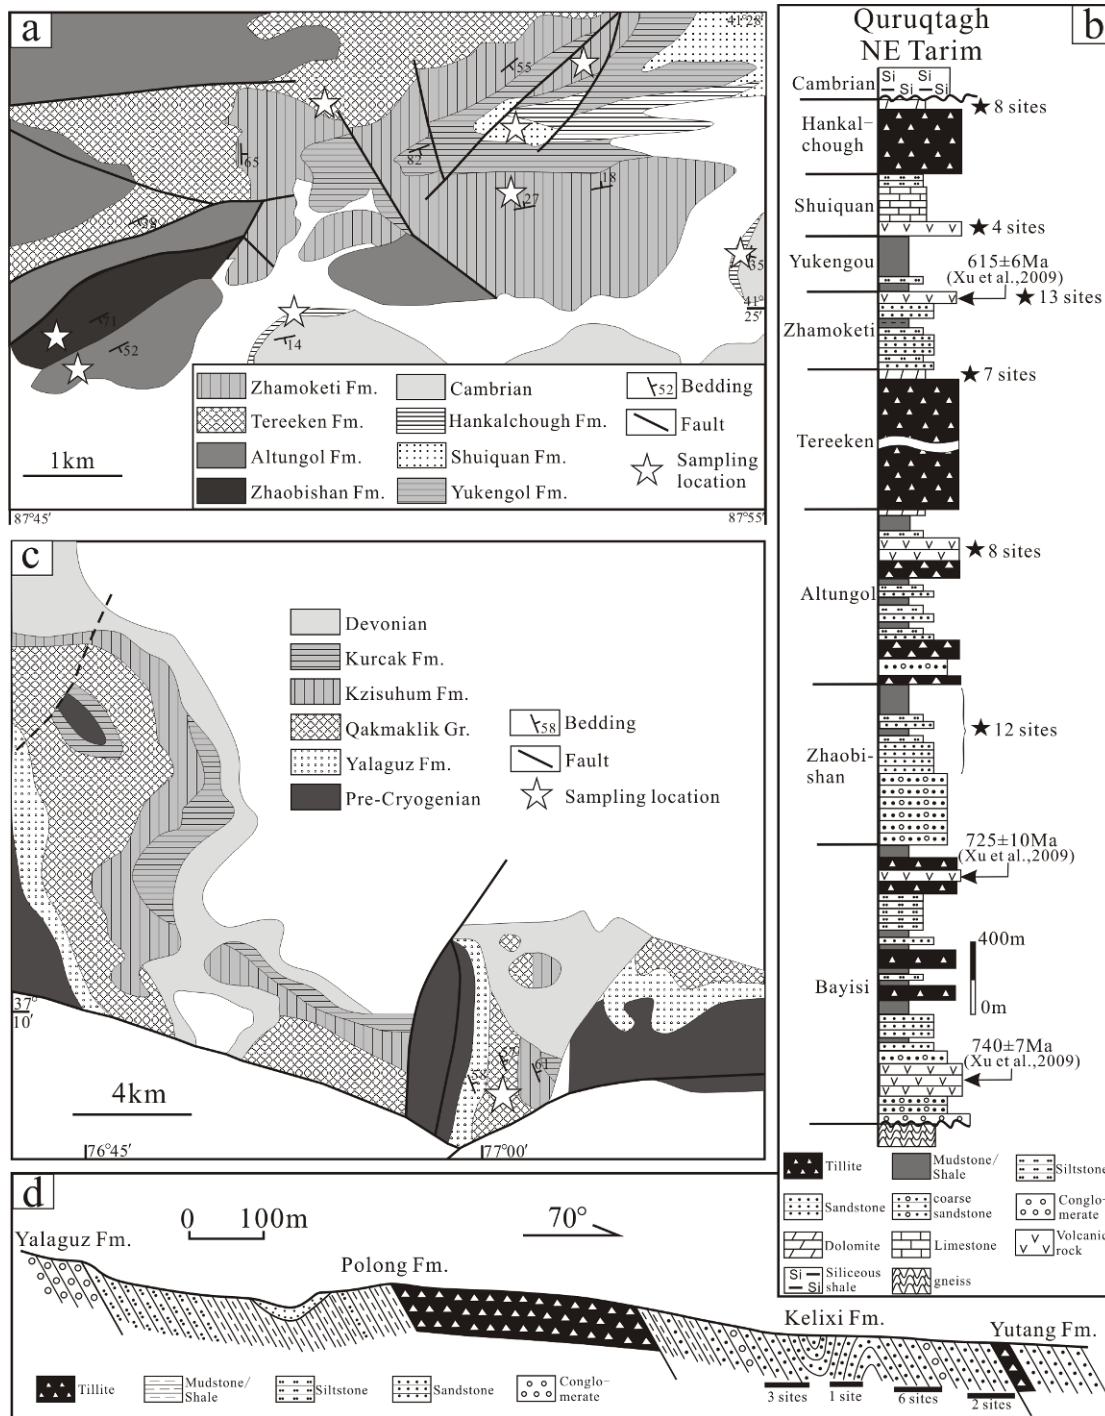 a
41°28′
55
82
65
18
27
29
35
41°
25′
71
52
14
Zhamoketi Fm.
Cambrian
52 Bedding
Tereeken Fm.
Hankalchough Fm.
Fault
Altungol Fm.
Shuiquan Fm.
Sampling
location
Zhaobishan Fm.
Yukengol Fm.
1km
87°45′
87°55′
b
Quruqtagh
NE Tarim
Cambrian
Si Si
Si Si
8 sites
Hankal-
chough
Shuiquan
4 sites
Yukengou
615±6Ma
(Xu et al.,2009)
13 sites
Zhamoketi
7 sites
Tereeken
8 sites
Altungol
12 sites
Zhaobi-
shan
725±10Ma
(Xu et al.,2009)
400m
Bayisi
0m
740±7Ma
(Xu et al.,2009)
Tillite
Mudstone/
Shale
Siltstone
Sandstone
coarse
sandstone
Conglo-
merate
Dolomite
Limestone
Volcanic
rock
Si
Si
Siliceous
shale
gneiss
c
Devonian
Kurcak Fm.
Kzisuhum Fm.
Qakmaklik Gr.
58 Bedding
Yalaguz Fm.
Fault
Pre-Cryogenian
Sampling location
37°
10′
57
58
61
4km
76°45′
77°00′
d
0 100m
70°
Yalaguz Fm.
Polong Fm.
Kelixi Fm.
Yutang Fm.
3 sites
1 site
6 sites
2 sites
Tillite
Mudstone/
Shale
Siltstone
Sandstone
Conglo-
merate